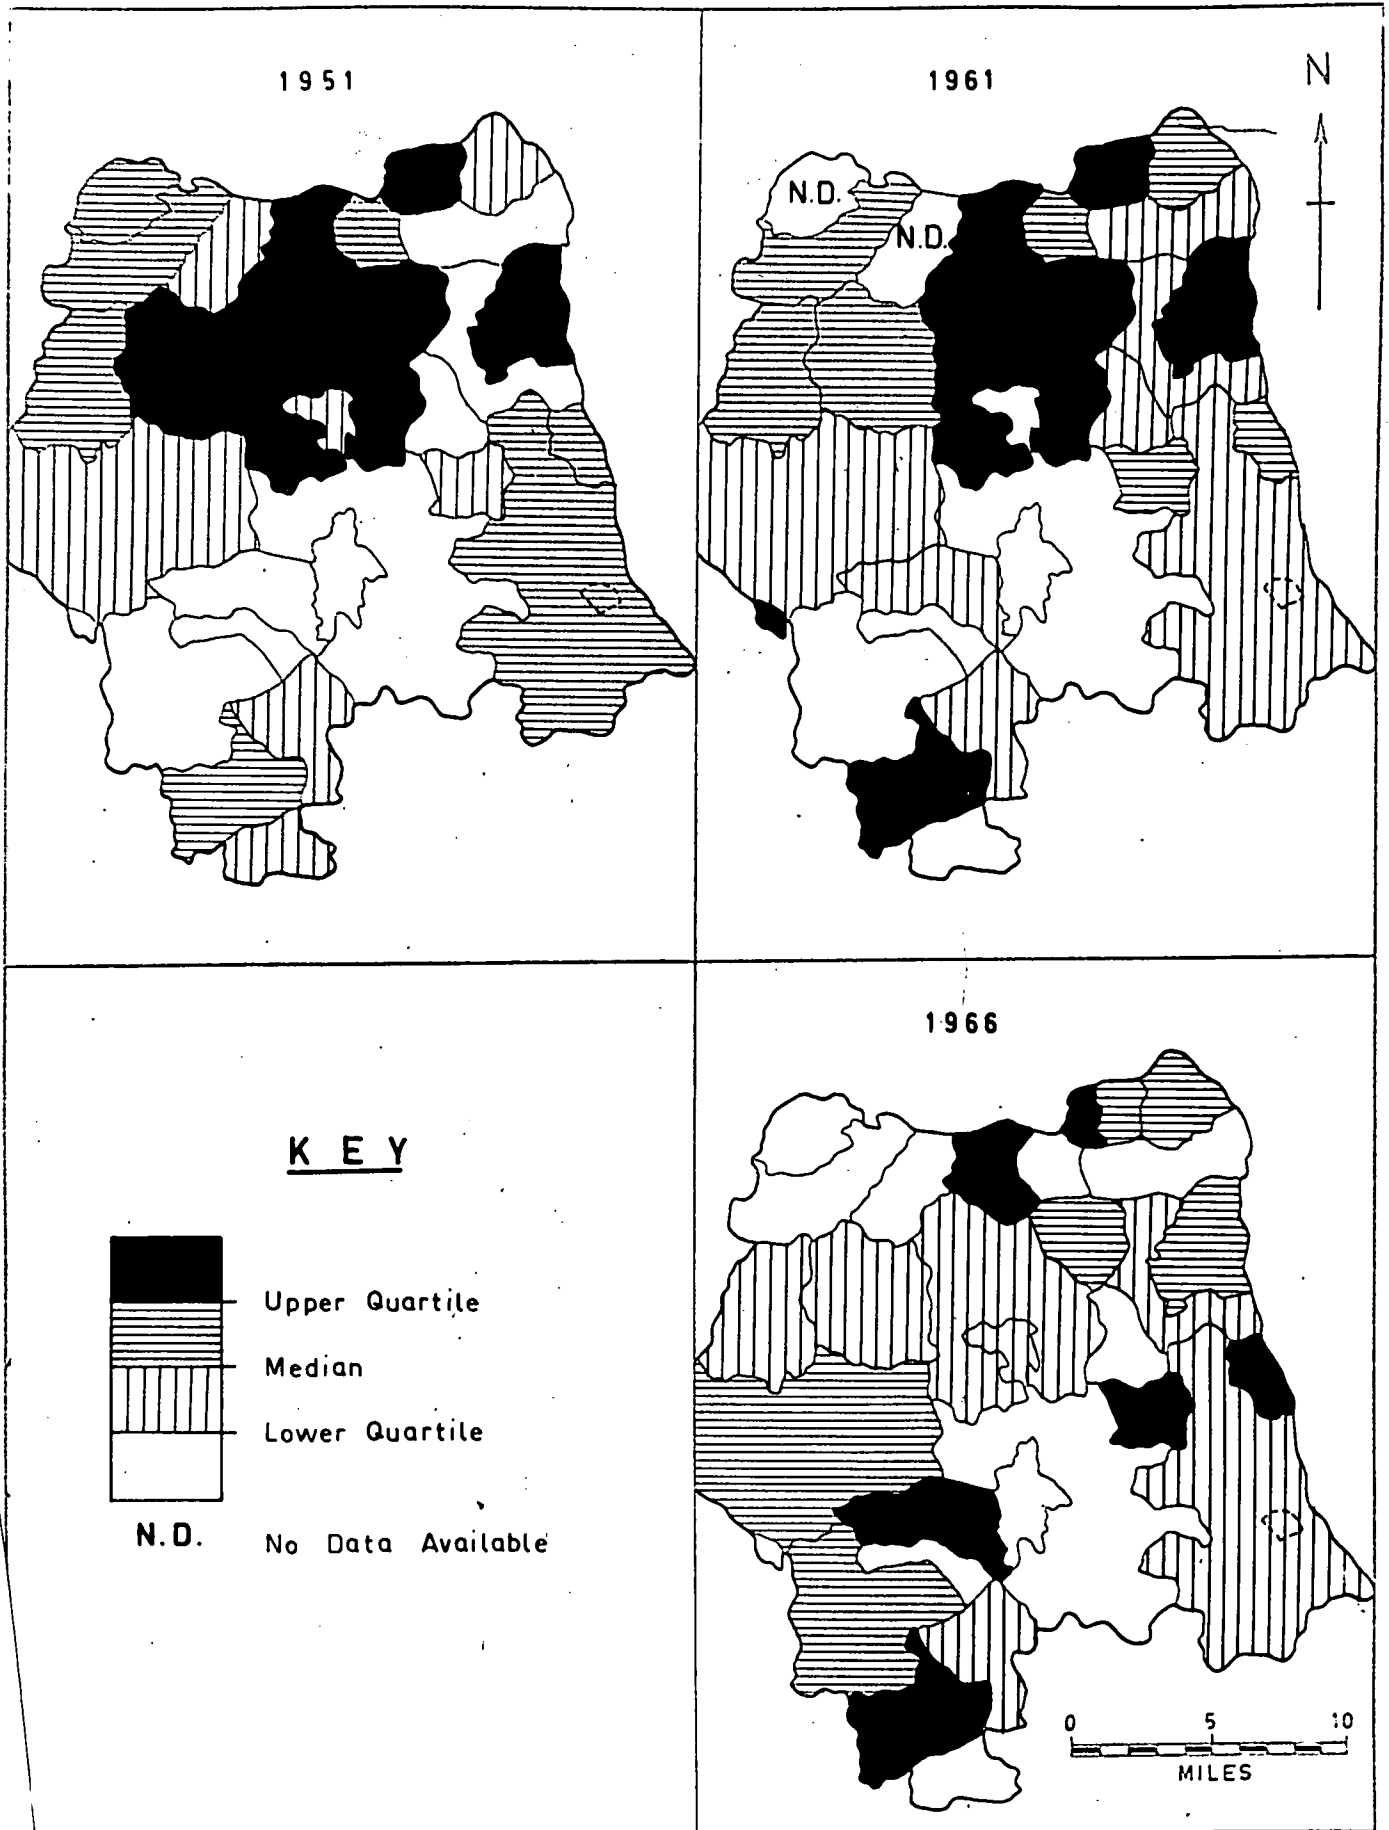 1951
1961
N
N.D.
N.D.
1966
KEY
Upper Quartile
Median
Lower Quartile
N.D. No Data Available
0 5 10
MILES